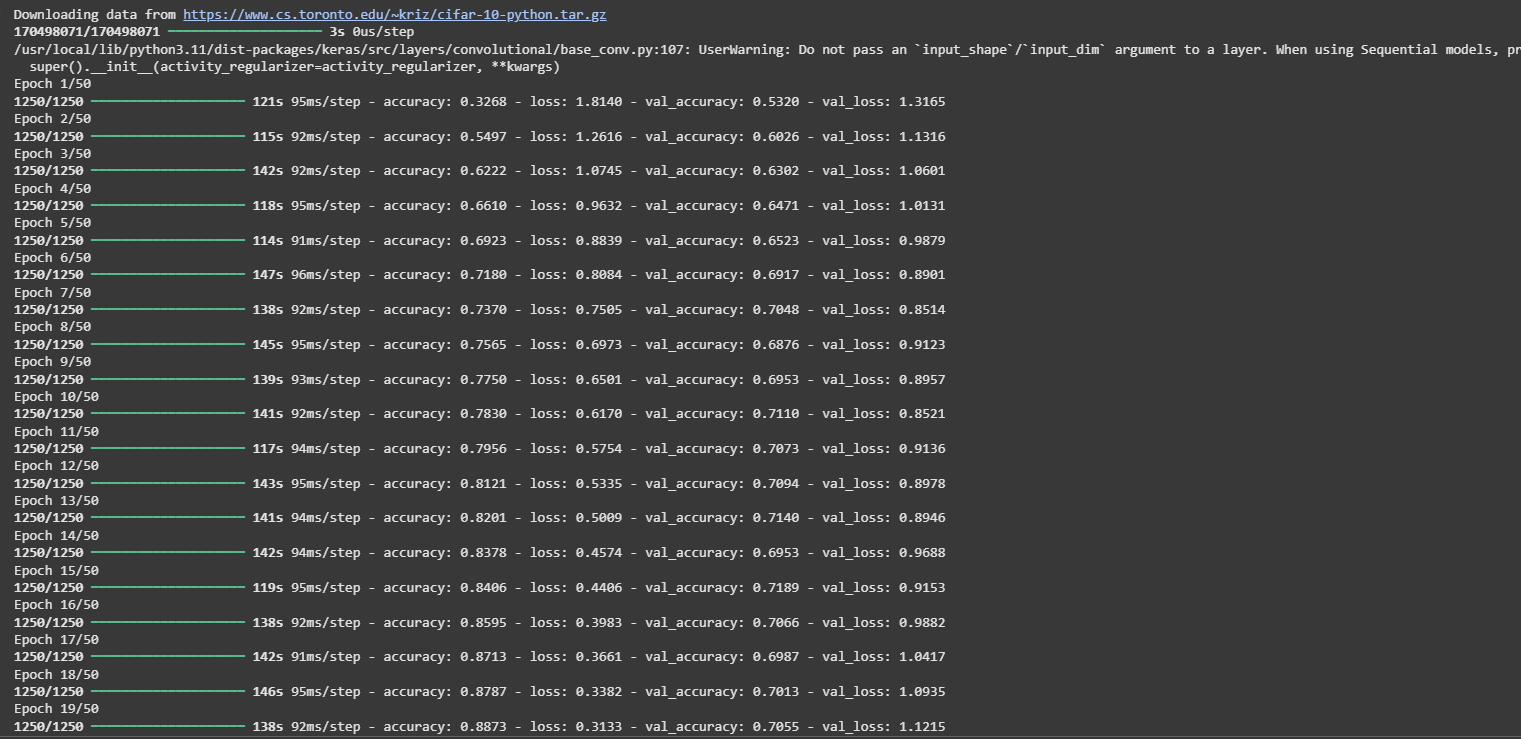 Downloading data from https://www.cs.toronto.edu/~kriz/cifar-10-python.tar.gz
170498071/170498071 ━━━━━━━━━━━━━━━━━━━━ 3s 0us/step
/usr/local/lib/python3.11/dist-packages/keras/src/layers/convolutional/base_conv.py:107: UserWarning: Do not pass an `input_shape`/`input_dim` argument to a layer. When using Sequential models, pr
super().__init__(activity_regularizer=activity_regularizer, **kwargs)
Epoch 1/50
1250/1250 ━━━━━━━━━━━━━━━━━━━━ 121s 95ms/step - accuracy: 0.3268 - loss: 1.8140 - val_accuracy: 0.5320 - val_loss: 1.3165
Epoch 2/50
1250/1250 ━━━━━━━━━━━━━━━━━━━━ 115s 92ms/step - accuracy: 0.5497 - loss: 1.2616 - val_accuracy: 0.6026 - val_loss: 1.1316
Epoch 3/50
1250/1250 ━━━━━━━━━━━━━━━━━━━━ 142s 92ms/step - accuracy: 0.6222 - loss: 1.0745 - val_accuracy: 0.6302 - val_loss: 1.0601
Epoch 4/50
1250/1250 ━━━━━━━━━━━━━━━━━━━━ 118s 95ms/step - accuracy: 0.6610 - loss: 0.9632 - val_accuracy: 0.6471 - val_loss: 1.0131
Epoch 5/50
1250/1250 ━━━━━━━━━━━━━━━━━━━━ 114s 91ms/step - accuracy: 0.6923 - loss: 0.8839 - val_accuracy: 0.6523 - val_loss: 0.9879
Epoch 6/50
1250/1250 ━━━━━━━━━━━━━━━━━━━━ 147s 96ms/step - accuracy: 0.7180 - loss: 0.8084 - val_accuracy: 0.6917 - val_loss: 0.8901
Epoch 7/50
1250/1250 ━━━━━━━━━━━━━━━━━━━━ 138s 92ms/step - accuracy: 0.7370 - loss: 0.7505 - val_accuracy: 0.7048 - val_loss: 0.8514
Epoch 8/50
1250/1250 ━━━━━━━━━━━━━━━━━━━━ 145s 95ms/step - accuracy: 0.7565 - loss: 0.6973 - val_accuracy: 0.6876 - val_loss: 0.9123
Epoch 9/50
1250/1250 ━━━━━━━━━━━━━━━━━━━━ 139s 93ms/step - accuracy: 0.7750 - loss: 0.6501 - val_accuracy: 0.6953 - val_loss: 0.8957
Epoch 10/50
1250/1250 ━━━━━━━━━━━━━━━━━━━━ 141s 92ms/step - accuracy: 0.7830 - loss: 0.6170 - val_accuracy: 0.7110 - val_loss: 0.8521
Epoch 11/50
1250/1250 ━━━━━━━━━━━━━━━━━━━━ 117s 94ms/step - accuracy: 0.7956 - loss: 0.5754 - val_accuracy: 0.7073 - val_loss: 0.9136
Epoch 12/50
1250/1250 ━━━━━━━━━━━━━━━━━━━━ 143s 95ms/step - accuracy: 0.8121 - loss: 0.5335 - val_accuracy: 0.7094 - val_loss: 0.8978
Epoch 13/50
1250/1250 ━━━━━━━━━━━━━━━━━━━━ 141s 94ms/step - accuracy: 0.8201 - loss: 0.5009 - val_accuracy: 0.7140 - val_loss: 0.8946
Epoch 14/50
1250/1250 ━━━━━━━━━━━━━━━━━━━━ 142s 94ms/step - accuracy: 0.8378 - loss: 0.4574 - val_accuracy: 0.6953 - val_loss: 0.9688
Epoch 15/50
1250/1250 ━━━━━━━━━━━━━━━━━━━━ 119s 95ms/step - accuracy: 0.8406 - loss: 0.4406 - val_accuracy: 0.7189 - val_loss: 0.9153
Epoch 16/50
1250/1250 ━━━━━━━━━━━━━━━━━━━━ 138s 92ms/step - accuracy: 0.8595 - loss: 0.3983 - val_accuracy: 0.7066 - val_loss: 0.9882
Epoch 17/50
1250/1250 ━━━━━━━━━━━━━━━━━━━━ 142s 91ms/step - accuracy: 0.8713 - loss: 0.3661 - val_accuracy: 0.6987 - val_loss: 1.0417
Epoch 18/50
1250/1250 ━━━━━━━━━━━━━━━━━━━━ 146s 95ms/step - accuracy: 0.8787 - loss: 0.3382 - val_accuracy: 0.7013 - val_loss: 1.0935
Epoch 19/50
1250/1250 ━━━━━━━━━━━━━━━━━━━━ 138s 92ms/step - accuracy: 0.8873 - loss: 0.3133 - val_accuracy: 0.7055 - val_loss: 1.1215